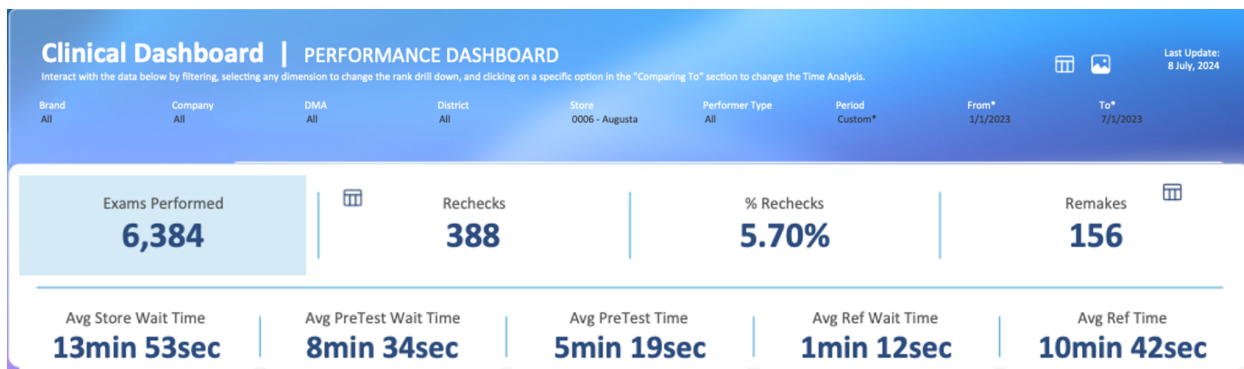 Clinical Dashboard | PERFORMANCE DASHBOARD
Interact with the data below by filtering, selecting any dimension to change the rank drill down, and clicking on a specific option in the "Comparing To" section to change the Time Analysis.
Last Update:
8 July, 2024
Brand Company DMA District Store Performer Type Period From* To*
All All All All 0006 - Augusta All Custom* 1/1/2023 7/1/2023
Exams Performed Rechecks % Rechecks Remakes
6,384 388 5.70% 156
Avg Store Wait Time Avg PreTest Wait Time Avg PreTest Time Avg Ref Wait Time Avg Ref Time
13min 53sec 8min 34sec 5min 19sec 1min 12sec 10min 42sec